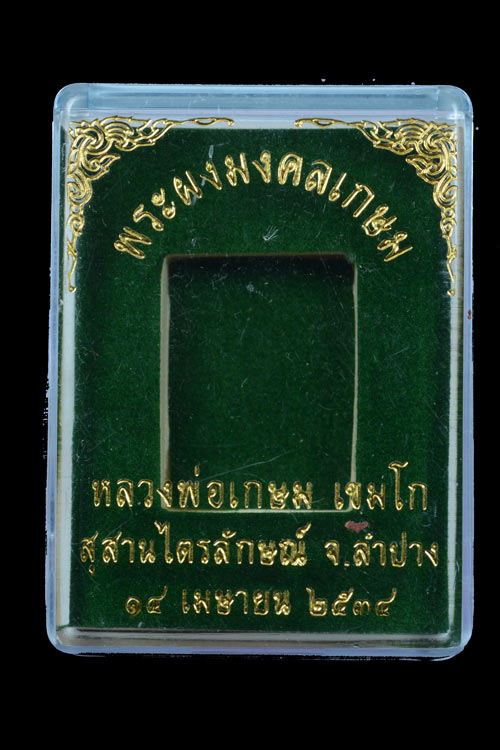 พระผงมงคลเกษม
หลวงพ่อเกษม เขมโก
สุสานไตรลักษณ์ จ.ลำปาง
๑๔ เมษายน ๒๕๓๔